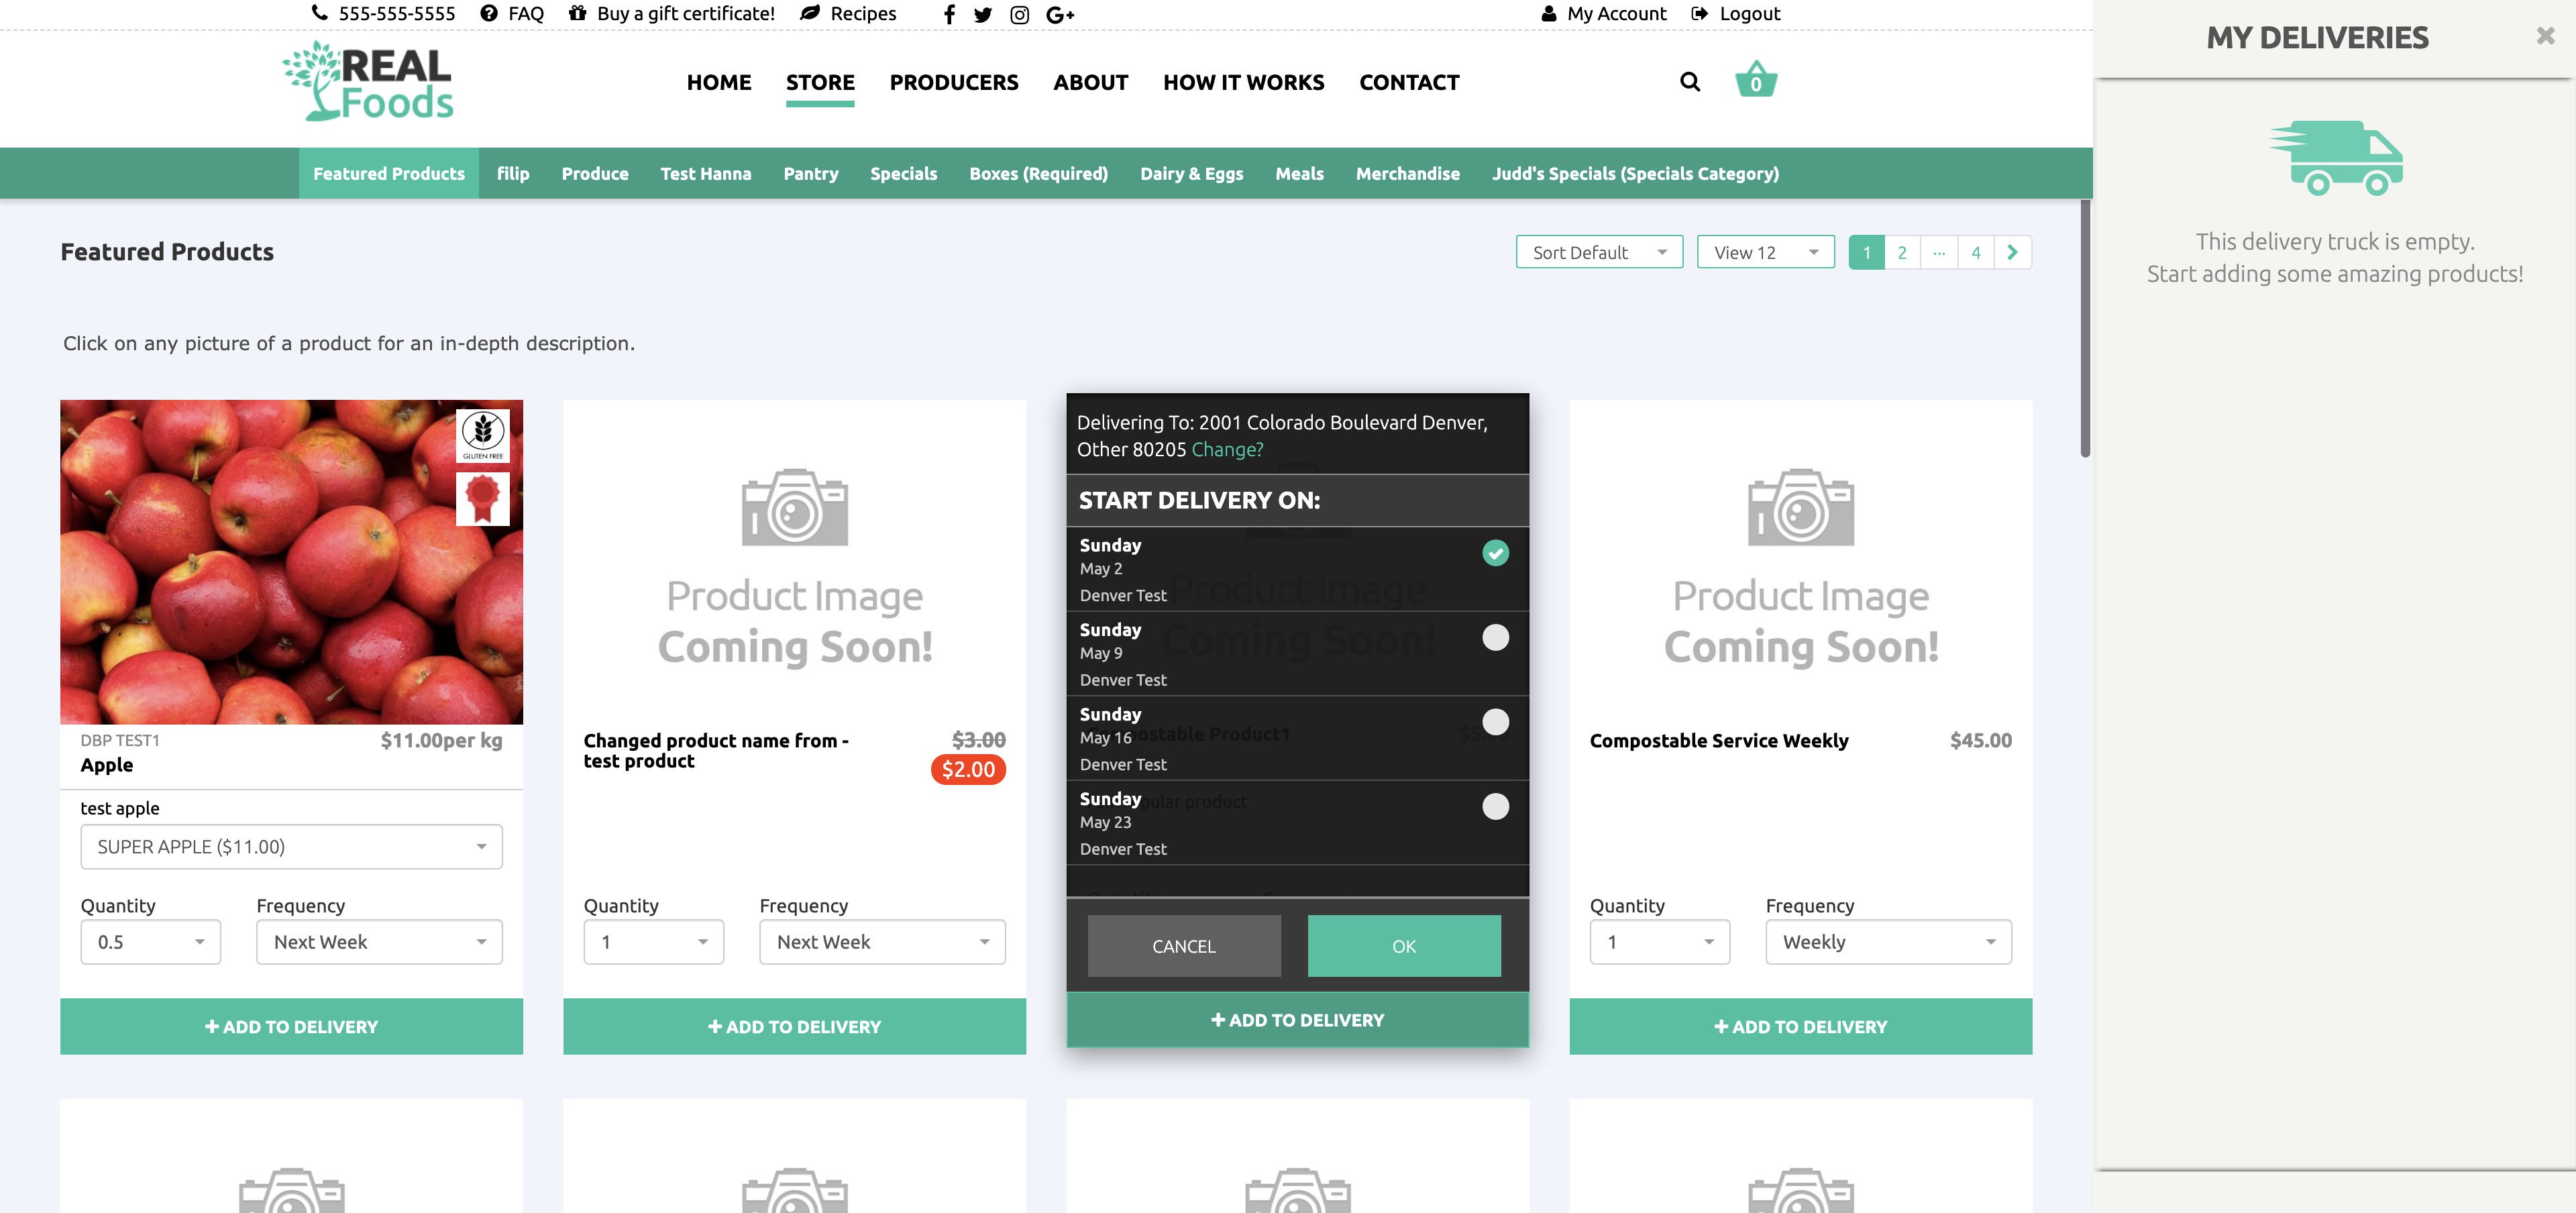 555-555-5555 FAQ Buy a gift certificate! Recipes My Account Logout
REAL
Foods
HOME STORE PRODUCERS ABOUT HOW IT WORKS CONTACT 0
Featured Products filip Produce Test Hanna Pantry Specials Boxes (Required) Dairy & Eggs Meals Merchandise Judd's Specials (Specials Category)
Featured Products
Sort Default View 12 1 2 ... 4
Click on any picture of a product for an in-depth description.
GLUTEN FREE
DBP TEST1 $11.00per kg
Apple
test apple
SUPER APPLE ($11.00)
Quantity Frequency
0.5 Next Week
+ ADD TO DELIVERY
Product Image
Coming Soon!
Changed product name from - $3.00
test product $2.00
Quantity Frequency
1 Next Week
+ ADD TO DELIVERY
Delivering To: 2001 Colorado Boulevard Denver,
Other 80205 Change?
START DELIVERY ON:
Sunday
May 2
Denver Test
Product Image
Sunday
Coming Soon!
May 9
Denver Test
Sunday
May 16
Denver Test
Sunday
May 23
Denver Test
CANCEL OK
+ ADD TO DELIVERY
Product Image
Coming Soon!
Compostable Service Weekly $45.00
Quantity Frequency
1 Weekly
+ ADD TO DELIVERY
MY DELIVERIES
This delivery truck is empty.
Start adding some amazing products!